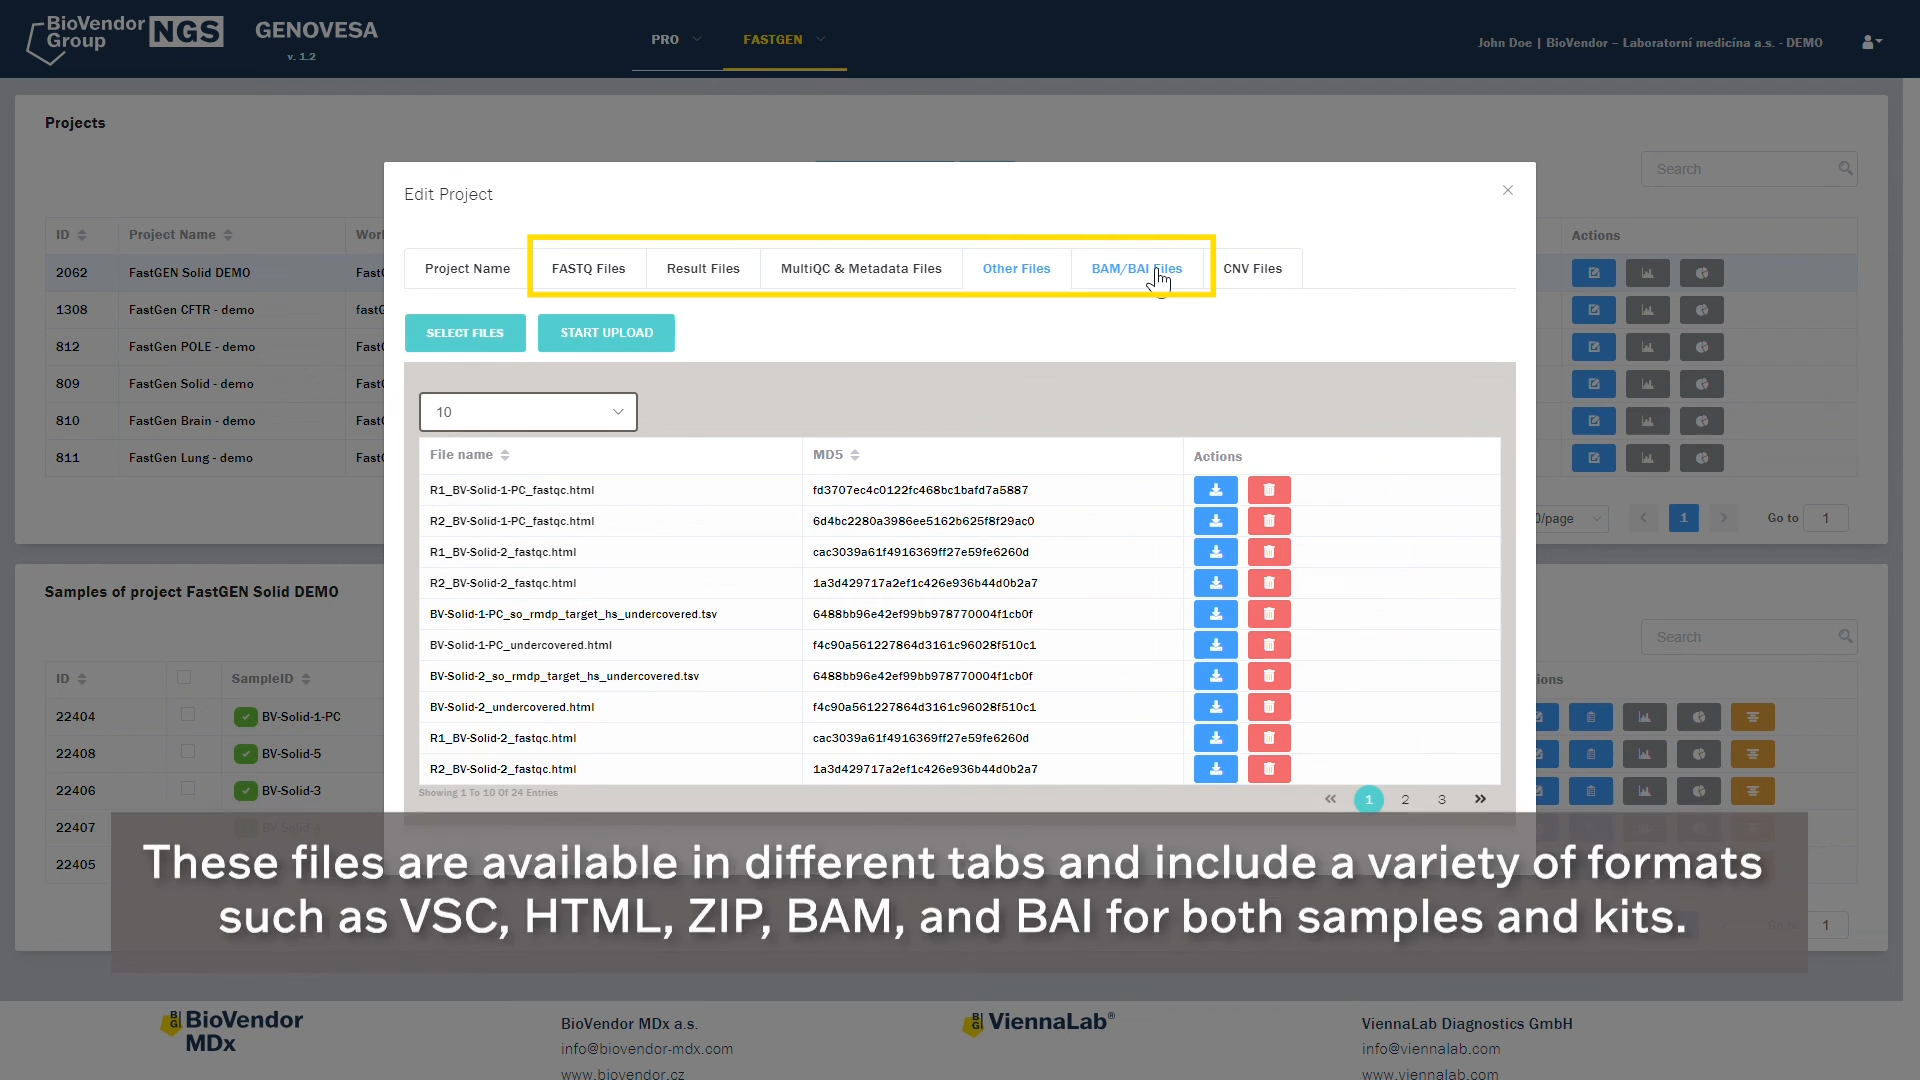 BioVendor Group NGS
GENOVESA
v. 1.2
PRO
FASTGEN
John Doe | BioVendor – Laboratorní medicína a.s. - DEMO
Projects
Search
ID
Project Name
Actions
2062
FastGEN Solid DEMO
1308
FastGen CFTR - demo
812
FastGen POLE - demo
809
FastGen Solid - demo
810
FastGen Brain - demo
811
FastGen Lung - demo
/page
1
Go to
1
Edit Project
Project Name
FASTQ Files
Result Files
MultiQC & Metadata Files
Other Files
BAM/BAI Files
CNV Files
SELECT FILES
START UPLOAD
10
File name
MD5
Actions
R1_BV-Solid-1-PC_fastqc.html
fd3707ec4c0122fc468bc1bafd7a5887
R2_BV-Solid-1-PC_fastqc.html
6d4bc2280a3986ee5162b625f8f29ac0
R1_BV-Solid-2_fastqc.html
cac3039a61f4916369ff27e59fe6260d
R2_BV-Solid-2_fastqc.html
1a3d429717a2ef1c426e936b44d0b2a7
BV-Solid-1-PC_so_rmdp_target_hs_undercovered.tsv
6488bb96e42ef99bb978770004f1cb0f
BV-Solid-1-PC_undercovered.html
f4c90a561227864d3161c96028f510c1
BV-Solid-2_so_rmdp_target_hs_undercovered.tsv
6488bb96e42ef99bb978770004f1cb0f
BV-Solid-2_undercovered.html
f4c90a561227864d3161c96028f510c1
R1_BV-Solid-2_fastqc.html
cac3039a61f4916369ff27e59fe6260d
R2_BV-Solid-2_fastqc.html
1a3d429717a2ef1c426e936b44d0b2a7
Showing 1 To 10 Of 24 Entries
« 1 2 3 »
Samples of project FastGEN Solid DEMO
Search
ID
SampleID
22404
BV-Solid-1-PC
22408
BV-Solid-5
22406
BV-Solid-3
22407
BV-Solid-4
22405
Go to
1
These files are available in different tabs and include a variety of formats
such as VSC, HTML, ZIP, BAM, and BAI for both samples and kits.
BioVendor MDx
BioVendor MDx a.s.
info@biovendor-mdx.com
www.biovendor.cz
ViennaLab®
ViennaLab Diagnostics GmbH
info@viennalab.com
www.viennalab.com